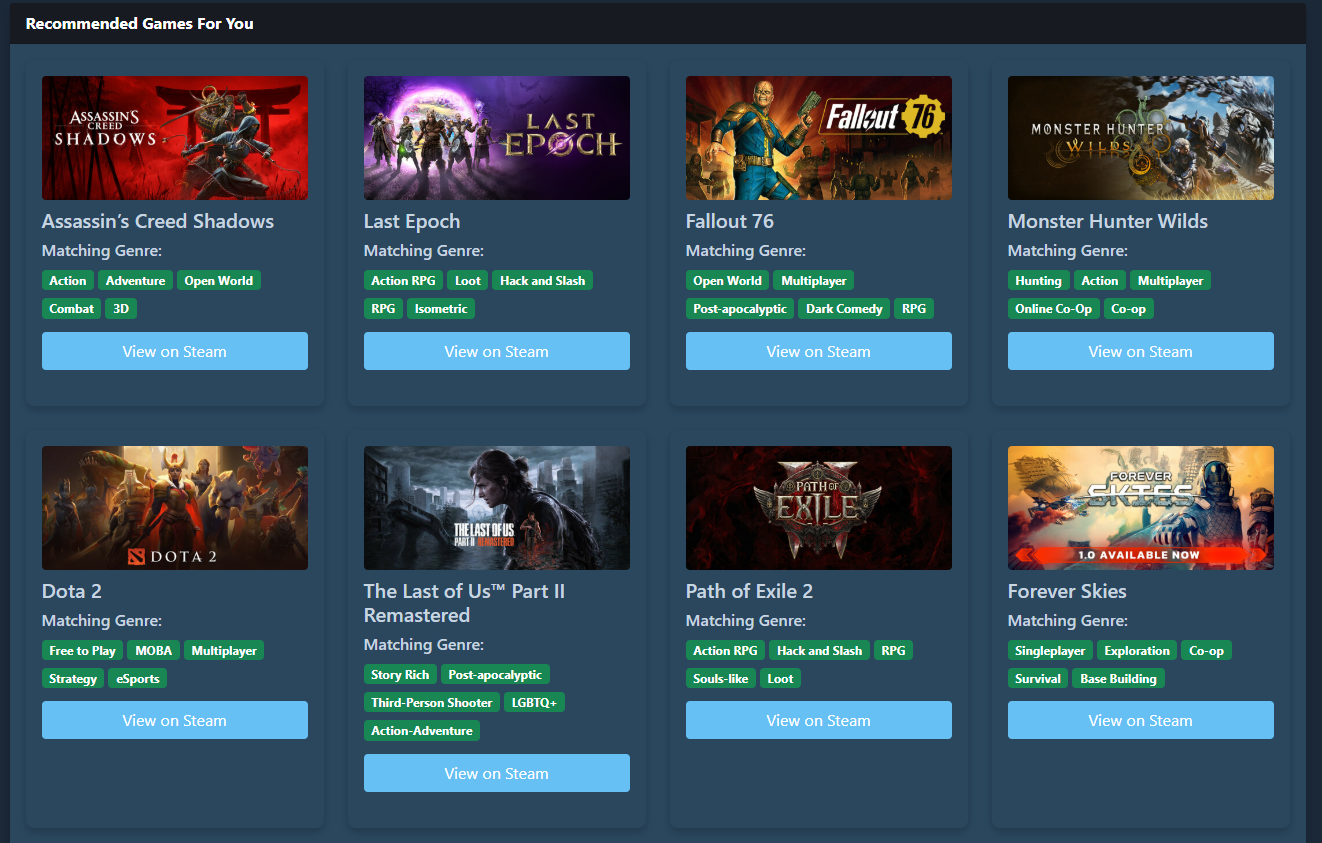 Recommended Games For You
ASSASSIN'S
CREED
SHADOWS
Assassin’s Creed Shadows
Matching Genre:
Action Adventure Open World
Combat 3D
View on Steam
LAST
EPOCH
Last Epoch
Matching Genre:
Action RPG Loot Hack and Slash
RPG Isometric
View on Steam
Fallout 76
Fallout 76
Matching Genre:
Open World Multiplayer
Post-apocalyptic Dark Comedy RPG
View on Steam
MONSTER HUNTER
WILDS
Monster Hunter Wilds
Matching Genre:
Hunting Action Multiplayer
Online Co-Op Co-op
View on Steam
DOTA 2
Dota 2
Matching Genre:
Free to Play MOBA Multiplayer
Strategy eSports
View on Steam
THE LAST OF US
PART II REMASTERED
The Last of Us™ Part II
Remastered
Matching Genre:
Story Rich Post-apocalyptic
Third-Person Shooter LGBTQ+
Action-Adventure
View on Steam
PATH OF
EXILE
II
Path of Exile 2
Matching Genre:
Action RPG Hack and Slash RPG
Souls-like Loot
View on Steam
FOREVER
SKIES
1.0 AVAILABLE NOW
Forever Skies
Matching Genre:
Singleplayer Exploration Co-op
Survival Base Building
View on Steam